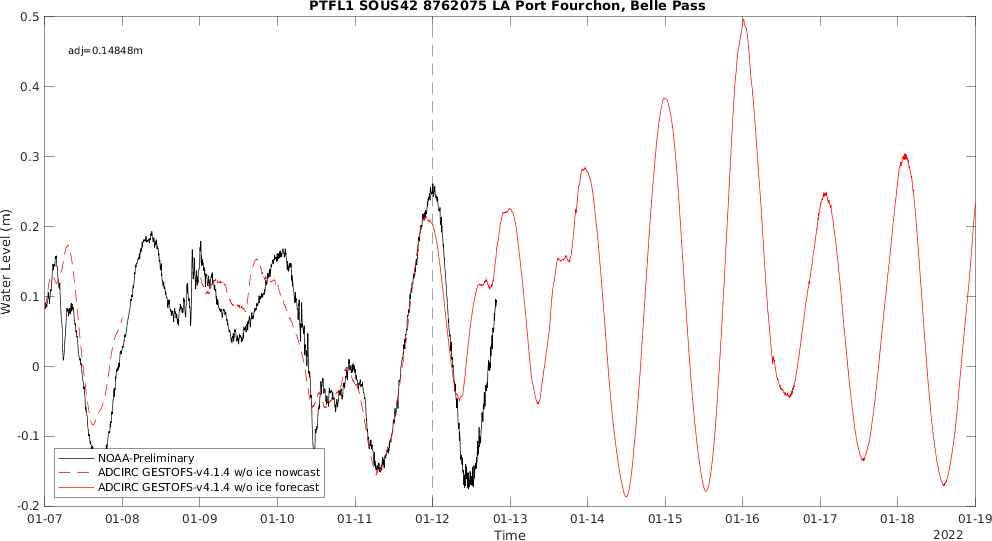 PTFL1 SOUS42 8762075 LA Port Fourchon, Belle Pass
adj=0.14848m
Water Level (m)
0.5
0.4
0.3
0.2
0.1
0
-0.1
-0.2
NOAA-Preliminary
ADCIRC GESTOFS-v4.1.4 w/o ice nowcast
ADCIRC GESTOFS-v4.1.4 w/o ice forecast
01-07 01-08 01-09 01-10 01-11 01-12 01-13 01-14 01-15 01-16 01-17 01-18 01-19
Time
2022